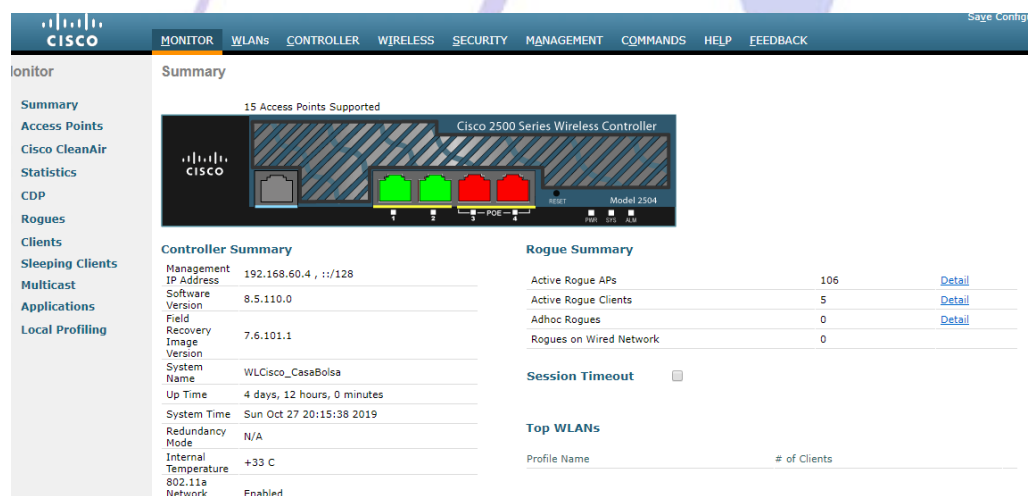 Save Configu
CISCO
MONITOR WLANs CONTROLLER WIRELESS SECURITY MANAGEMENT COMMANDS HELP FEEDBACK
onitor
Summary
Access Points
Cisco CleanAir
Statistics
CDP
Rogues
Clients
Sleeping Clients
Multicast
Applications
Local Profiling
Summary
15 Access Points Supported
Cisco 2500 Series Wireless Controller
CISCO
RESET Model 2504
1 2 3 POE 4 PWR SYS ALM
Controller Summary
Management IP Address 192.168.60.4 , ::/128
Software Version 8.5.110.0
Field Recovery Image Version 7.6.101.1
System Name WLCisco_CasaBolsa
Up Time 4 days, 12 hours, 0 minutes
System Time Sun Oct 27 20:15:38 2019
Redundancy Mode N/A
Internal Temperature +33 C
802.11a Network Enabled
Rogue Summary
Active Rogue APs 106 Detail
Active Rogue Clients 5 Detail
Adhoc Rogues 0 Detail
Rogues on Wired Network 0
Session Timeout
Top WLANs
Profile Name # of Clients